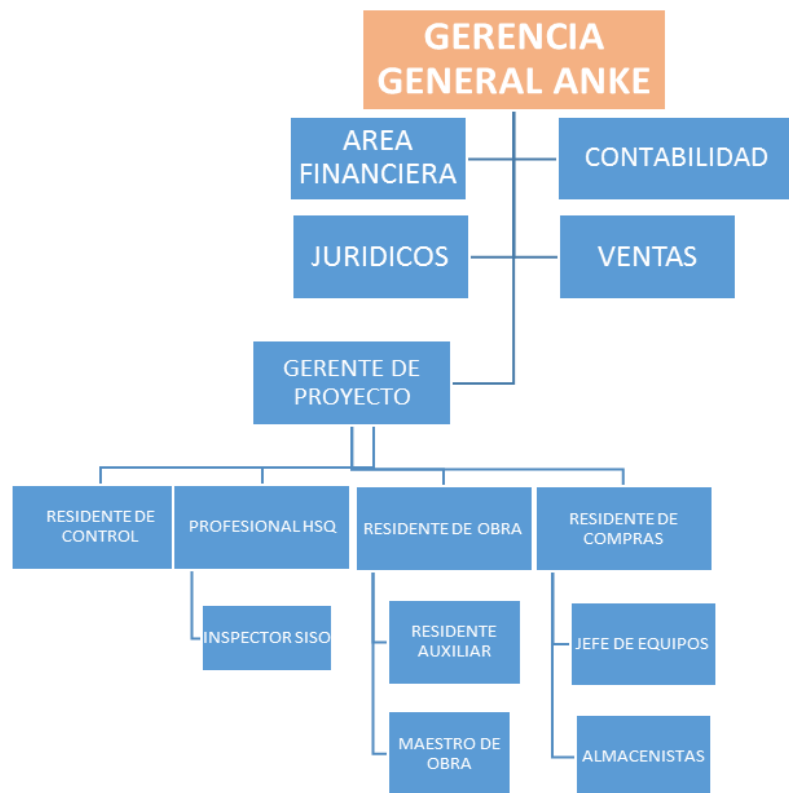 GERENCIA
GENERAL ANKE
AREA
FINANCIERA
CONTABILIDAD
JURIDICOS
VENTAS
GERENTE DE
PROYECTO
RESIDENTE DE
CONTROL
PROFESIONAL HSQ
RESIDENTE DE OBRA
RESIDENTE DE
COMPRAS
INSPECTOR SISO
RESIDENTE
AUXILIAR
JEFE DE EQUIPOS
MAESTRO DE
OBRA
ALMACENISTAS